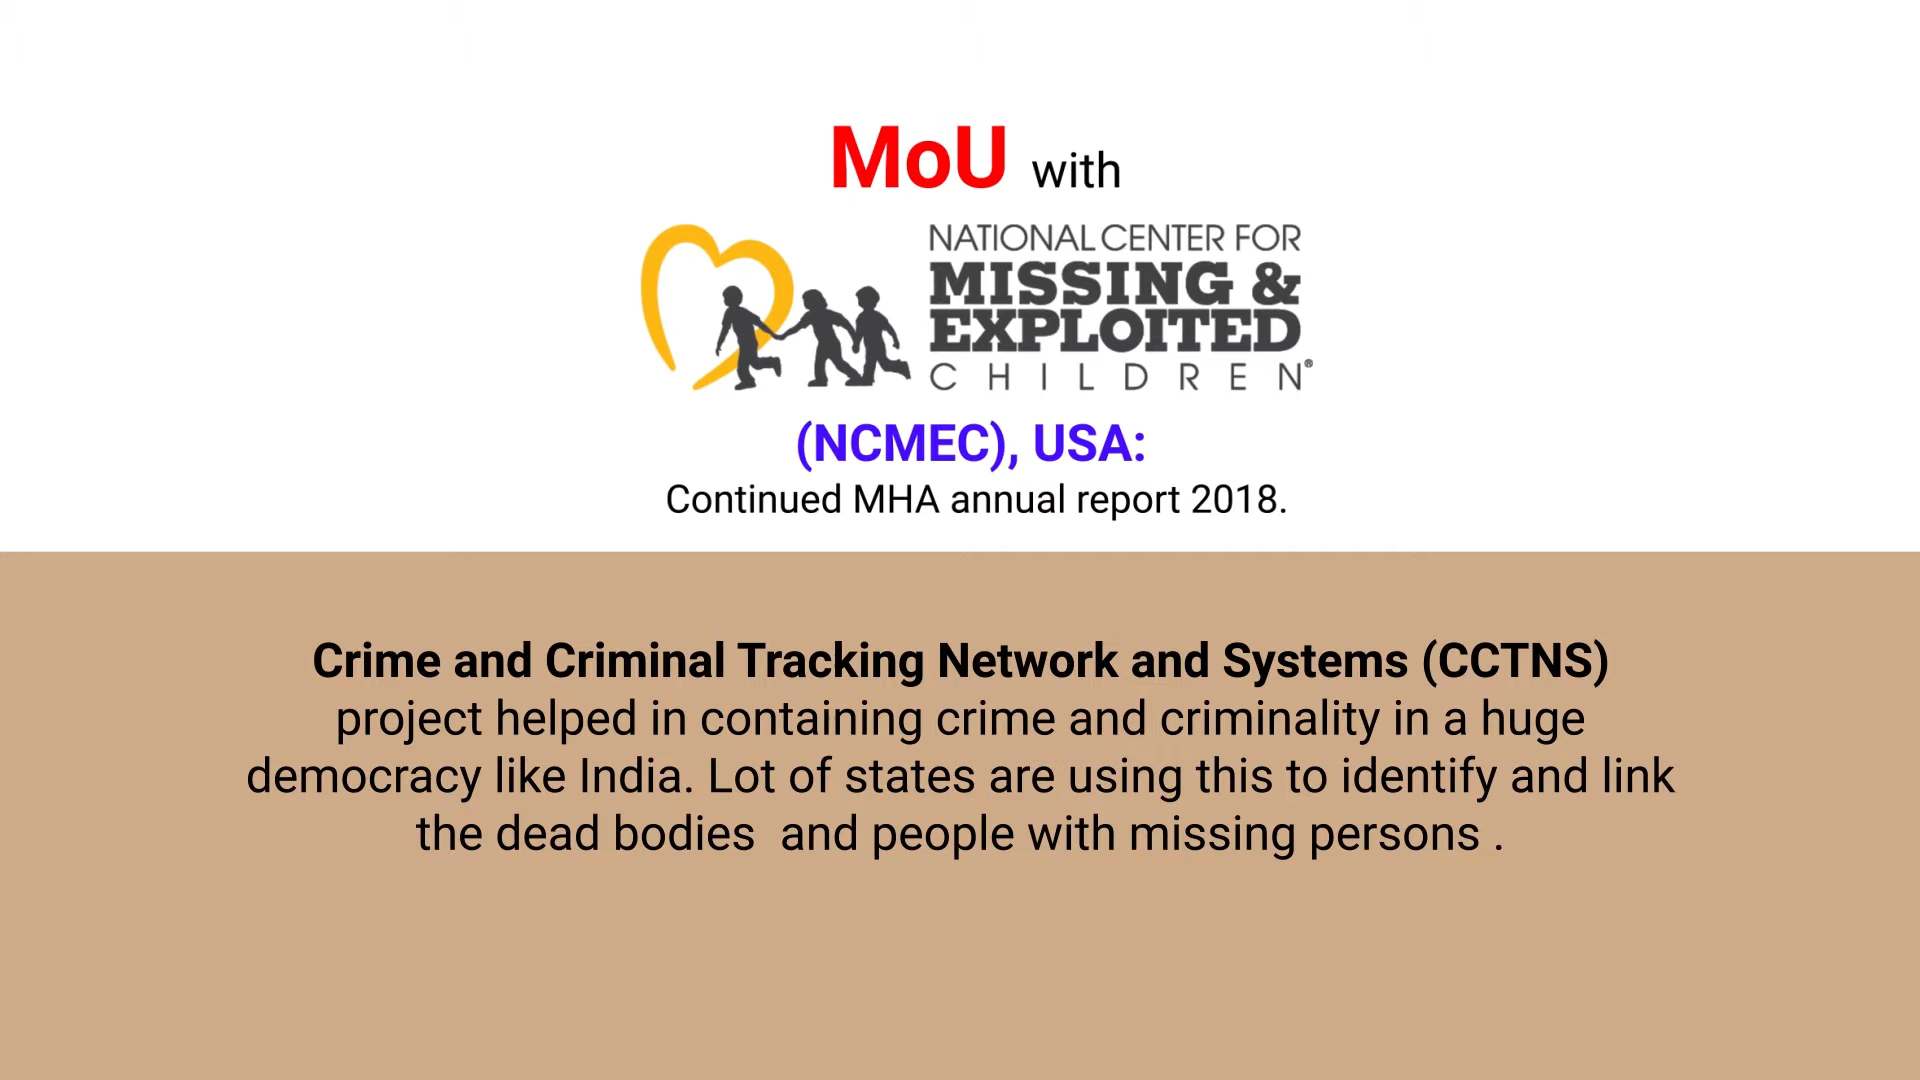 MoU with
NATIONAL CENTER FOR
MISSING &
EXPLOITED
CHILDREN®
(NCMEC), USA:
Continued MHA annual report 2018.
Crime and Criminal Tracking Network and Systems (CCTNS)
project helped in containing crime and criminality in a huge
democracy like India. Lot of states are using this to identify and link
the dead bodies  and people with missing persons .